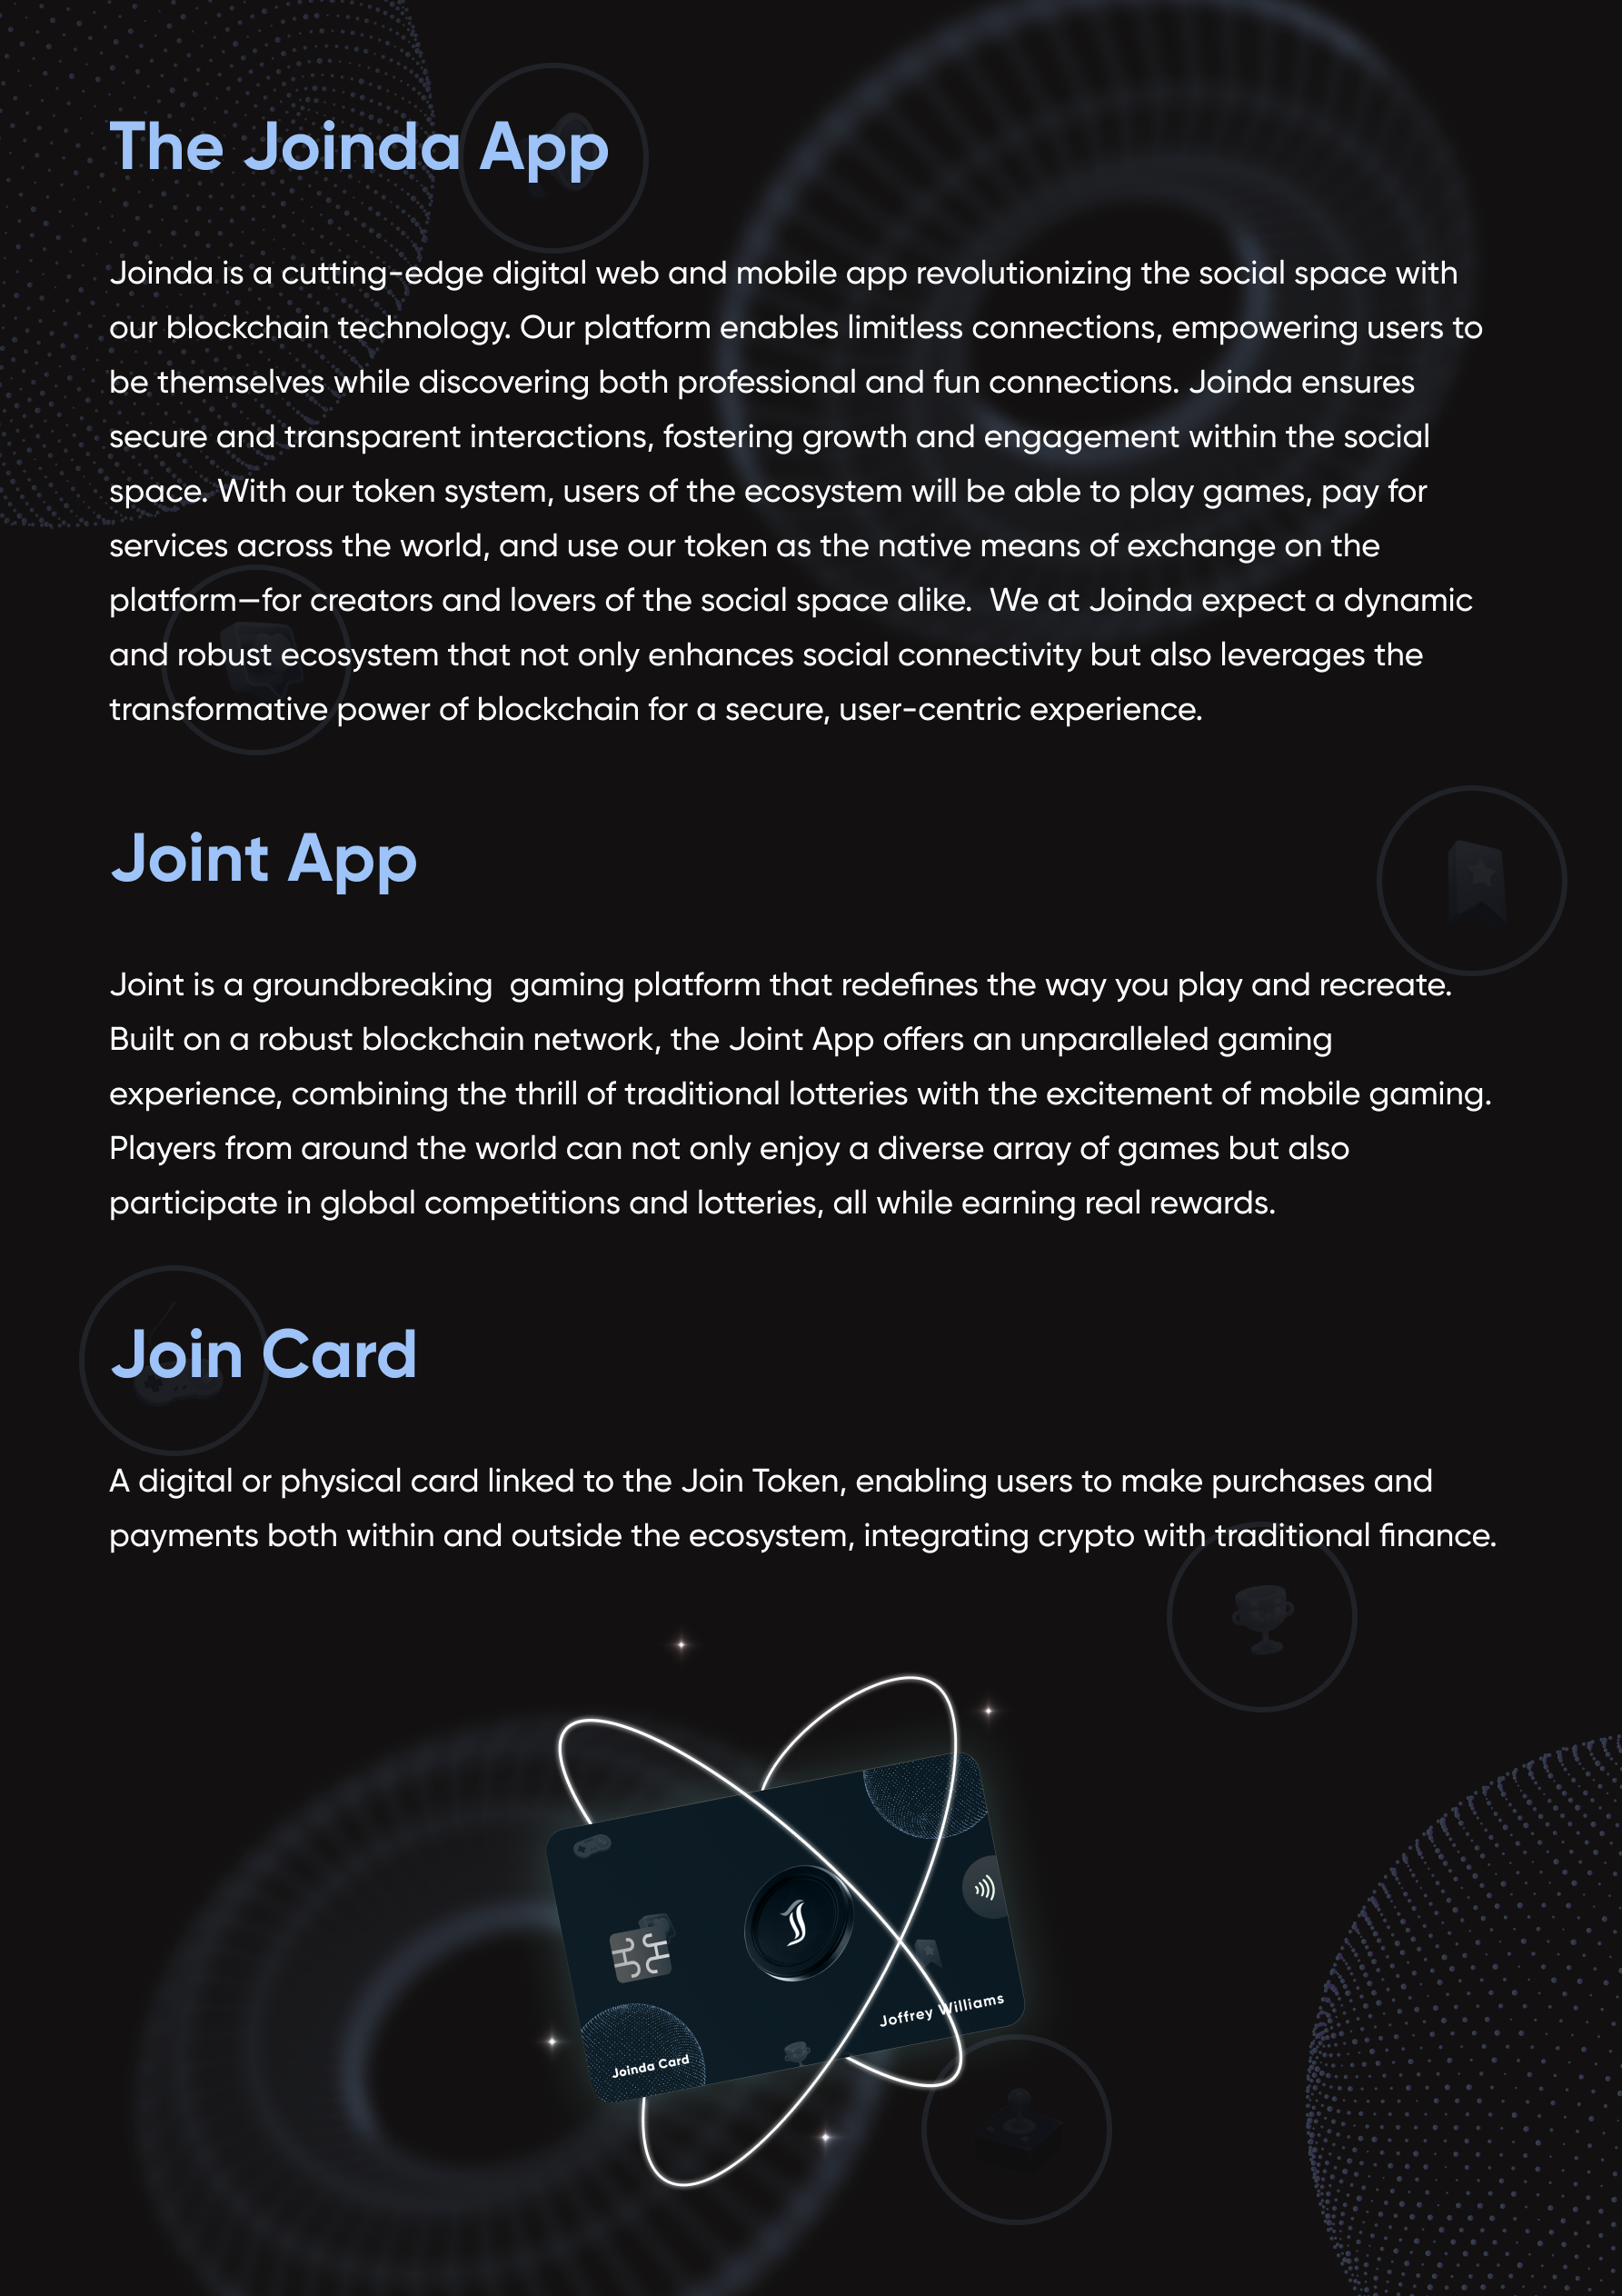 The Joinda App
Joinda is a cutting-edge digital web and mobile app revolutionizing the social space with
our blockchain technology. Our platform enables limitless connections, empowering users to
be themselves while discovering both professional and fun connections. Joinda ensures
secure and transparent interactions, fostering growth and engagement within the social
space. With our token system, users of the ecosystem will be able to play games, pay for
services across the world, and use our token as the native means of exchange on the
platform—for creators and lovers of the social space alike.  We at Joinda expect a dynamic
and robust ecosystem that not only enhances social connectivity but also leverages the
transformative power of blockchain for a secure, user-centric experience.
Joint App
Joint is a groundbreaking  gaming platform that redefines the way you play and recreate.
Built on a robust blockchain network, the Joint App offers an unparalleled gaming
experience, combining the thrill of traditional lotteries with the excitement of mobile gaming.
Players from around the world can not only enjoy a diverse array of games but also
participate in global competitions and lotteries, all while earning real rewards.
Join Card
A digital or physical card linked to the Join Token, enabling users to make purchases and
payments both within and outside the ecosystem, integrating crypto with traditional finance.
Joffrey Williams
Joinda Card